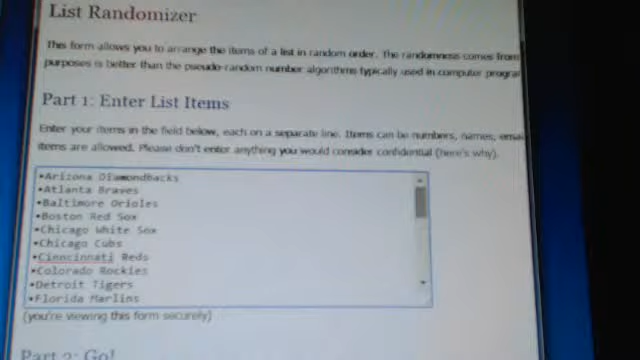 List Randomizer
This form allows you to arrange the items of a list in random order. The randomness comes from
purposes is better than the pseudo-random number algorithms typically used in computer progra
Part 1: Enter List Items
Enter your items in the field below, each on a separate line. Items can be numbers, names, emai
items are allowed. Please don't enter anything you would consider confidential (here's why).
•Arizona Diamondbacks
•Atlanta Braves
•Baltimore Orioles
•Boston Red Sox
•Chicago White Sox
•Chicago Cubs
•Cinncinnati Reds
•Colorado Rockies
•Detroit Tigers
•Florida Marlins
(you're viewing this form securely)
Part 2: Go!